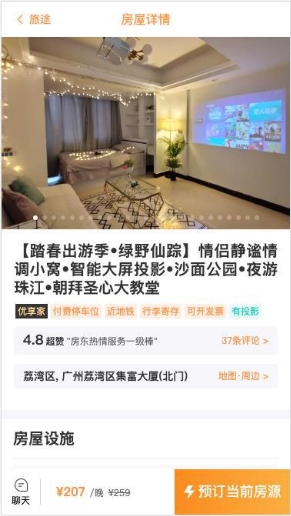 旅途
房屋详情
【踏春出游季•绿野仙踪】情侣静谧情
调小窝•智能大屏投影•沙面公园•夜游
珠江•朝拜圣心大教堂
优享家 付费停车位 近地铁 行李寄存 可开发票 有投影
4.8 超赞 "房东热情服务一级棒" 37条评论 >
荔湾区, 广州荔湾区集富大厦(北门) 地图·周边 >
房屋设施
聊天
¥207 /晚 ¥259
预订当前房源